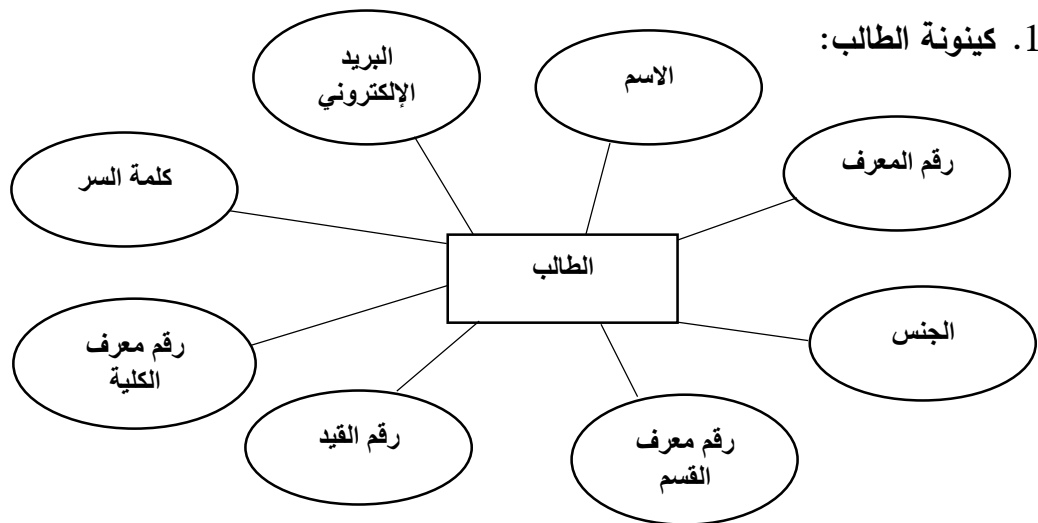 1. كينونة الطالب:
الاسم
البريد
الإلكتروني
رقم المعرف
كلمة السر
الطالب
الجنس
رقم معرف
الكلية
رقم القيد
رقم معرف
القسم